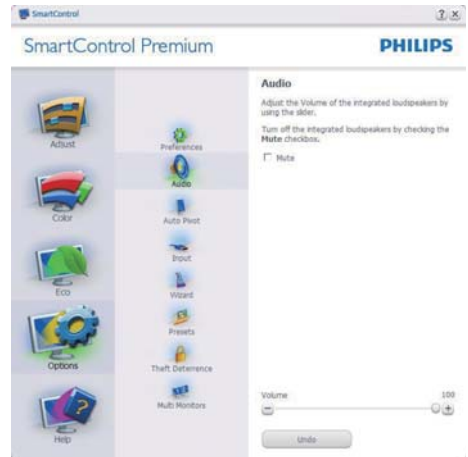 SmartControl
SmartControl Premium
PHILIPS
Adjust
Color
Eco
Options
Help
Preferences
Audio
Auto Pivot
Input
Wizard
Presets
Theft Deterrence
Multi Monitors
Audio
Adjust the Volume of the integrated loudspeakers by
using the slider.
Turn off the integrated loudspeakers by checking the
Mute checkbox.
Mute
Volume
100
Undo